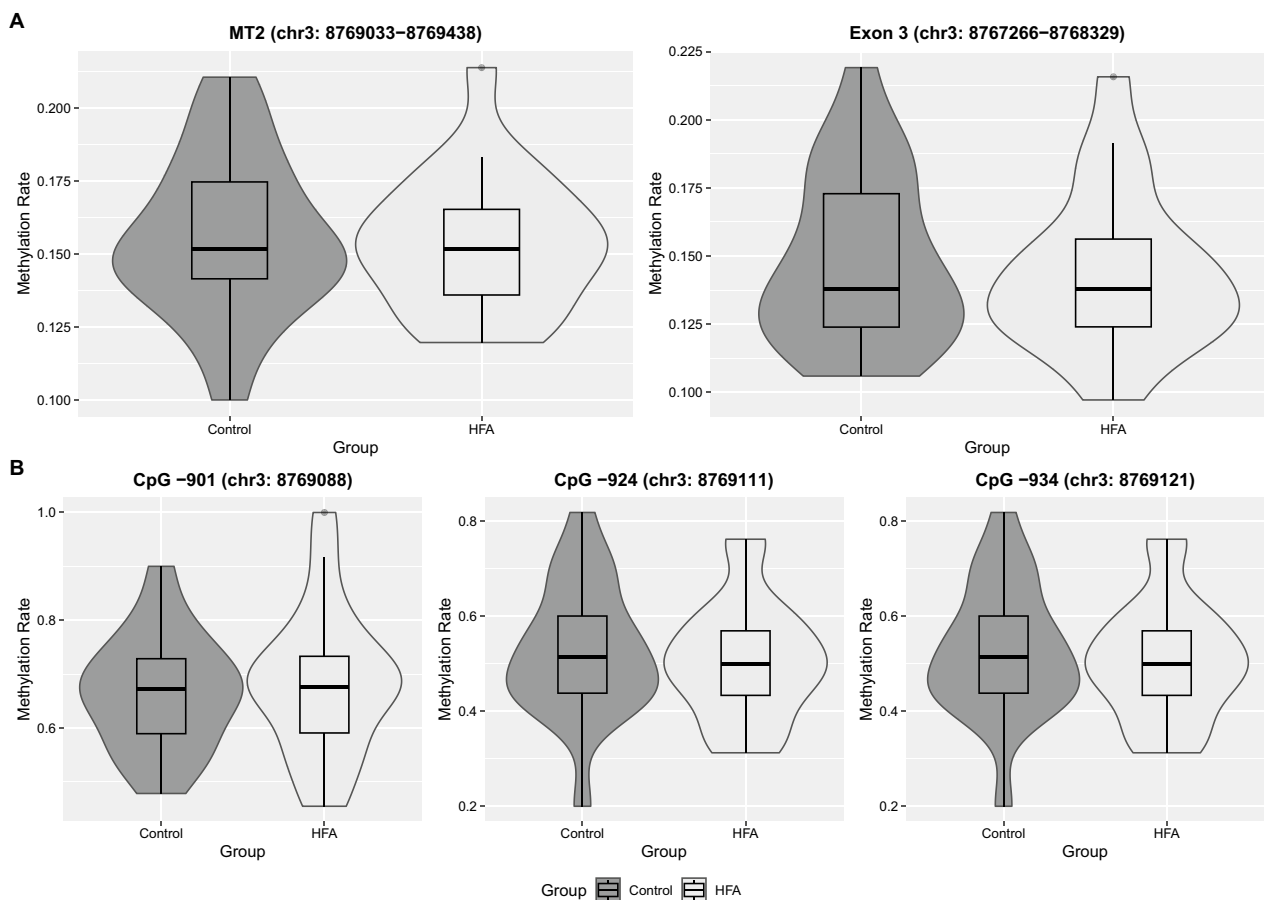 A
MT2 (chr3: 8769033−8769438)
Methylation Rate
0.200
0.175
0.150
0.125
0.100
Control
HFA
Group
Exon 3 (chr3: 8767266−8768329)
Methylation Rate
0.225
0.200
0.175
0.150
0.125
0.100
Control
HFA
Group
B
CpG −901 (chr3: 8769088)
Methylation Rate
1.0
0.8
0.6
Control
HFA
Group
CpG −924 (chr3: 8769111)
Methylation Rate
0.8
0.6
0.4
0.2
Control
HFA
Group
CpG −934 (chr3: 8769121)
Methylation Rate
0.8
0.6
0.4
0.2
Control
HFA
Group
Group Control HFA